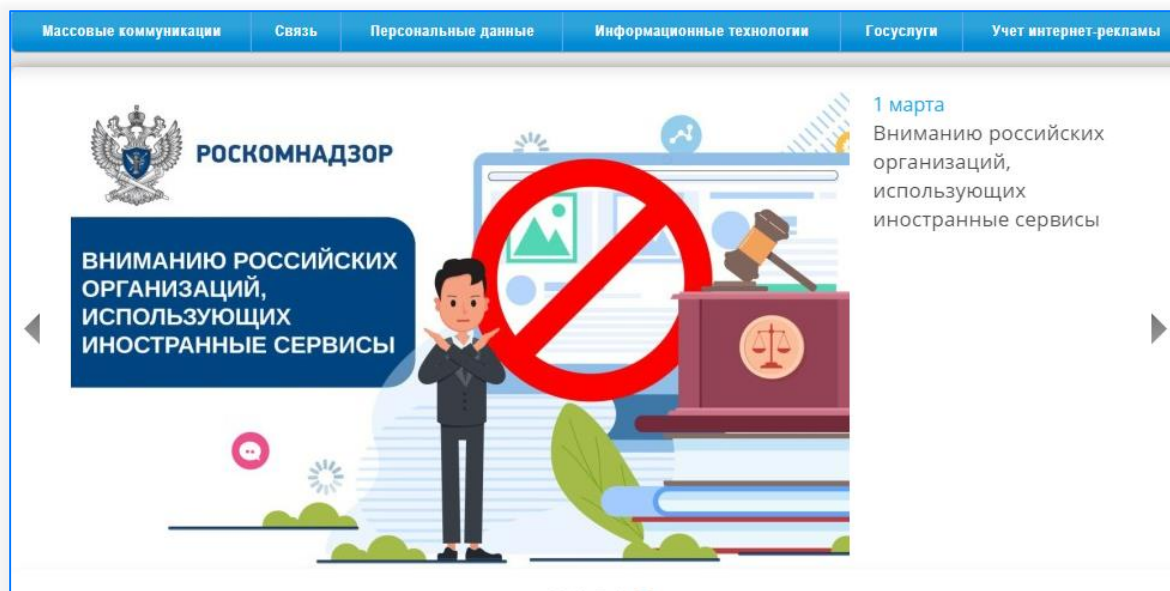 Массовые коммуникации Связь Персональные данные Информационные технологии Госуслуги Учет интернет-рекламы
РОСКОМНАДЗОР
ВНИМАНИЮ РОССИЙСКИХ
ОРГАНИЗАЦИЙ,
ИСПОЛЬЗУЮЩИХ
ИНОСТРАННЫЕ СЕРВИСЫ
1 марта
Вниманию российских
организаций,
использующих
иностранные сервисы